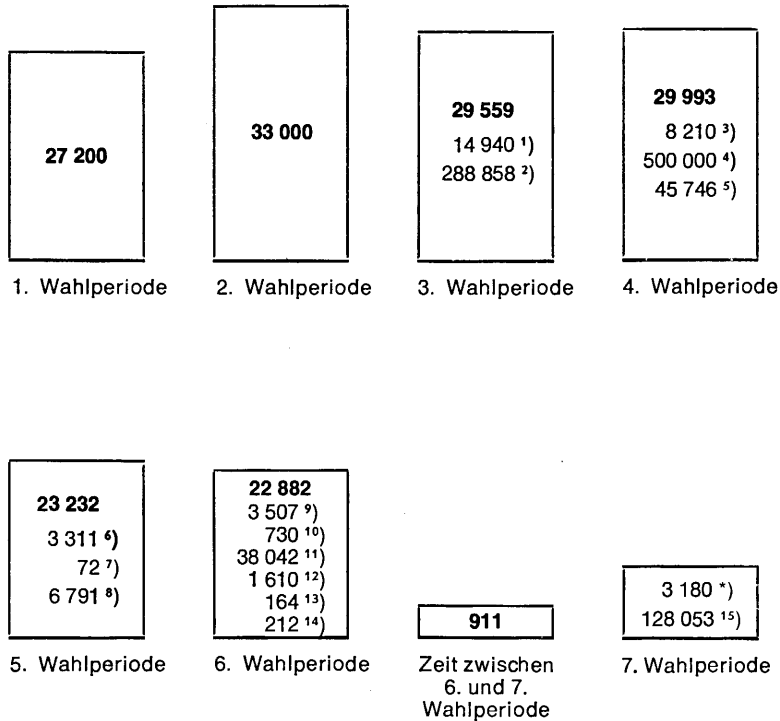 27 200
1. Wahlperiode
33 000
2. Wahlperiode
29 559
14 940 ¹)
288 858 ²)
3. Wahlperiode
29 993
8 210 ³)
500 000 ⁴)
45 746 ⁵)
4. Wahlperiode
23 232
3 311 ⁶)
72 ⁷)
6 791 ⁸)
5. Wahlperiode
22 882
3 507 ⁹)
730 ¹⁰)
38 042 ¹¹)
1 610 ¹²)
164 ¹³)
212 ¹⁴)
6. Wahlperiode
911
Zeit zwischen
6. und 7.
Wahlperiode
3 180 *)
128 053 ¹⁵)
7. Wahlperiode